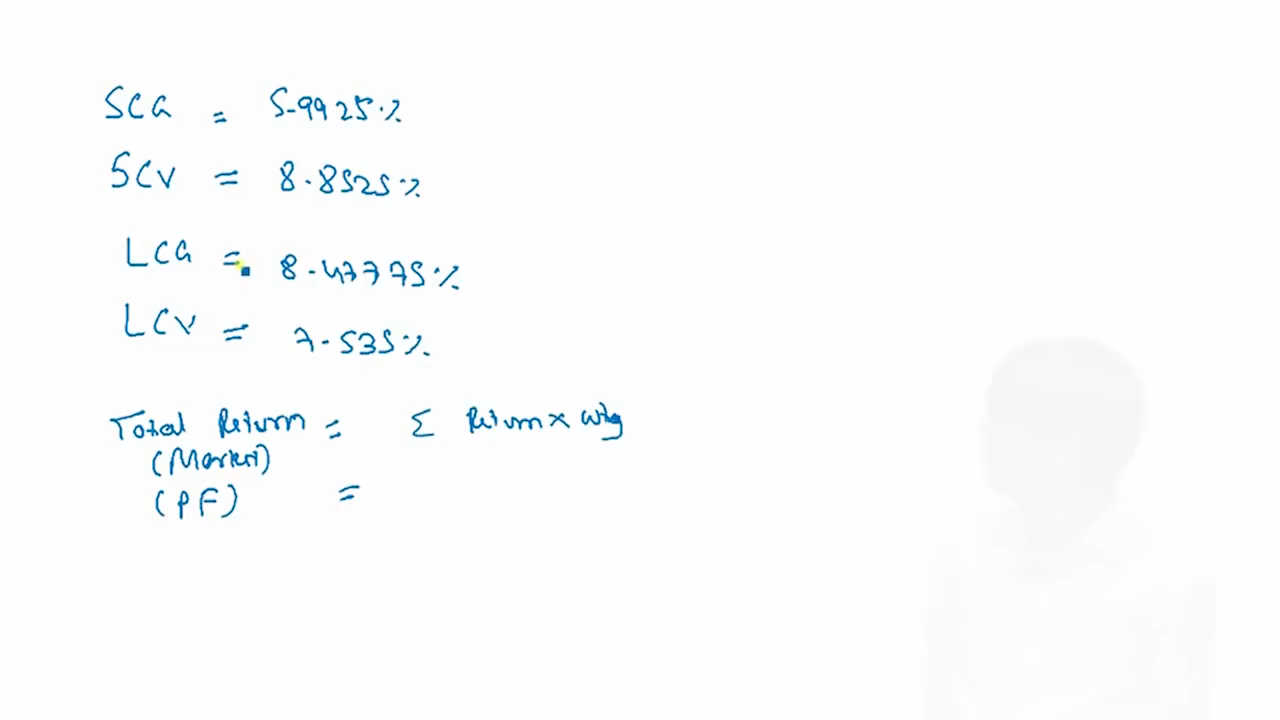 SCG = 5.9925%
SCV = 8.8525%
LCG = 8.47775%
LCV = 7.535%
Total Return = Σ Return x wtg
(Market)
(PF) =